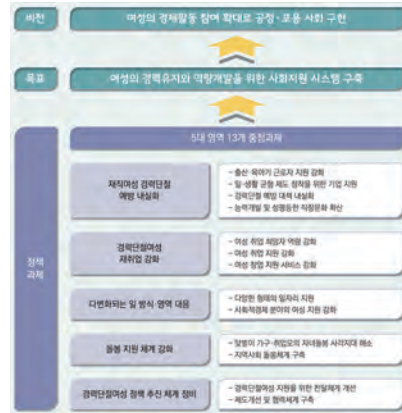 비전
여성의 경제활동 참여 확대로 공정·포용 사회 구현
목표
여성의 경력유지와 역량개발을 위한 사회지원 시스템 구축
정책
과제
5대 영역 13개 중점과제
재직여성 경력단절
예방 내실화
- 출산·육아기 근로자 지원 강화
- 일·생활 균형 제도 정착을 위한 기업 지원
- 경력단절 예방 대책 내실화
- 능력개발 및 성평등한 직장문화 확산
경력단절여성
재취업 강화
- 여성 취업 희망자 역량 강화
- 여성 취업 지원 강화
- 여성 창업 지원 서비스 강화
다변화되는 일 방식·영역 대응
- 다양한 형태의 일자리 지원
- 사회적경제 분야의 여성 지원 강화
돌봄 지원 체계 강화
- 맞벌이 가구·취업모의 자녀돌봄 사각지대 해소
- 지역사회 돌봄체계 구축
경력단절여성 정책 추진 체계 정비
- 경력단절여성 지원을 위한 전달체계 개선
- 제도개선 및 협력체계 구축